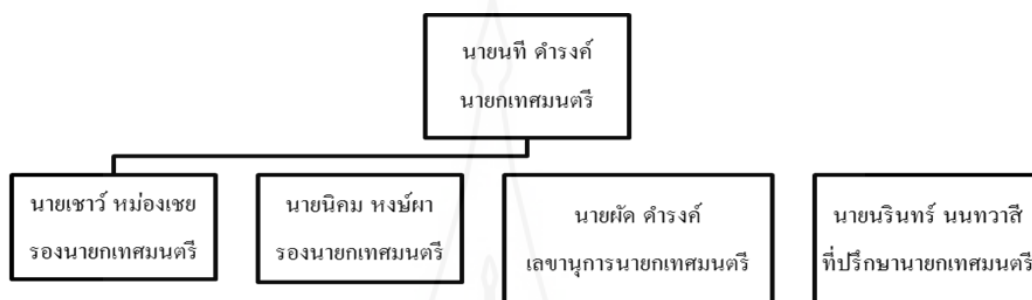 นายนที ดำรงค์
นายกเทศมนตรี
นายเชาว์ หม่องเชย
รองนายกเทศมนตรี
นายนิคม หงษ์ผา
รองนายกเทศมนตรี
นายผัด ดำรงค์
เลขานุการนายกเทศมนตรี
นายนรินทร์ นนทวาสี
ที่ปรึกษานายกเทศมนตรี